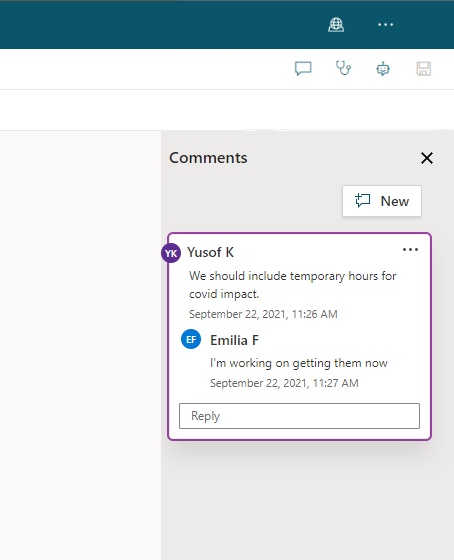 Comments
New
YK
Yusof K
We should include temporary hours for
covid impact.
September 22, 2021, 11:26 AM
EF
Emilia F
I'm working on getting them now
September 22, 2021, 11:27 AM
Reply